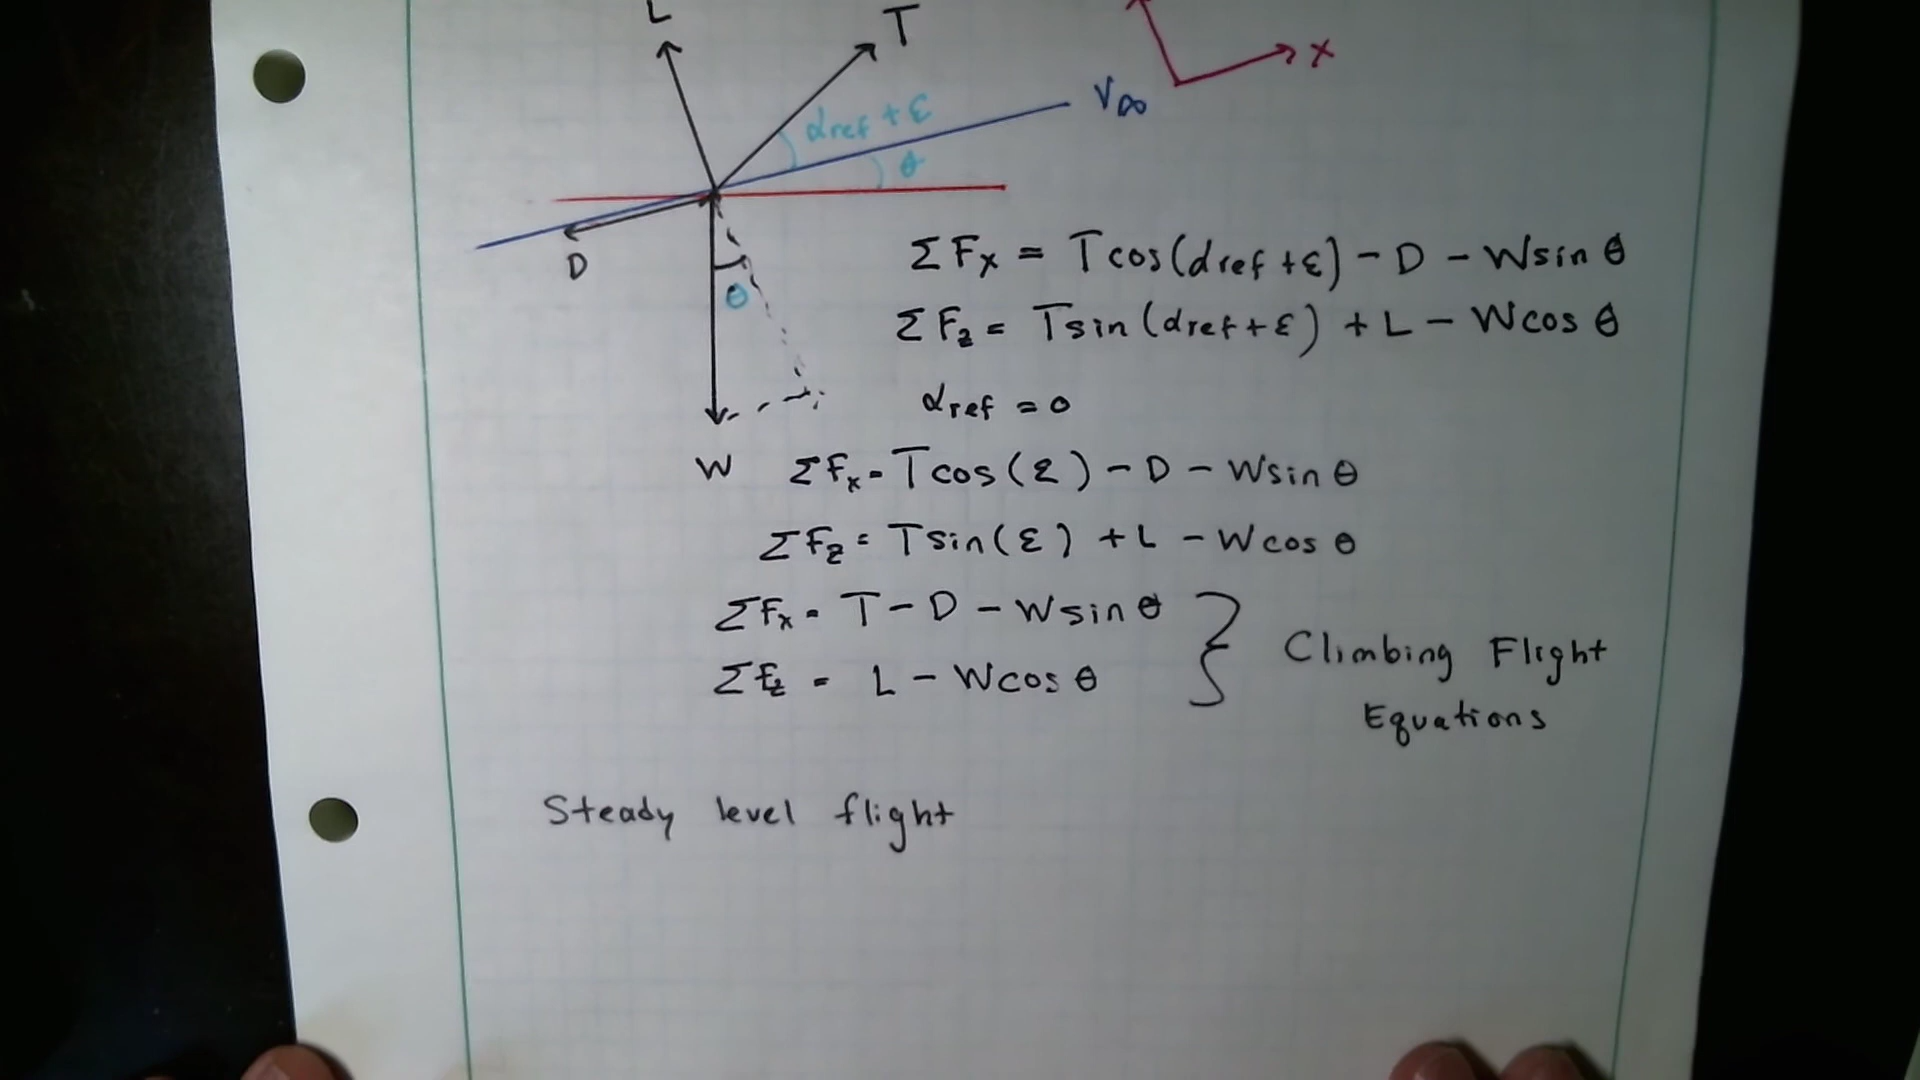 L
T
x
V∞
αref + ε
θ
D
θ
ΣFx = Tcos(αref + ε) - D - Wsin θ
ΣFz = Tsin(αref + ε) + L - Wcos θ
αref = 0
W
ΣFx = Tcos(ε) - D - Wsin θ
ΣFz = Tsin(ε) + L - Wcos θ
ΣFx = T - D - Wsin θ
ΣFz = L - Wcos θ
} Climbing Flight
Equations
Steady level flight